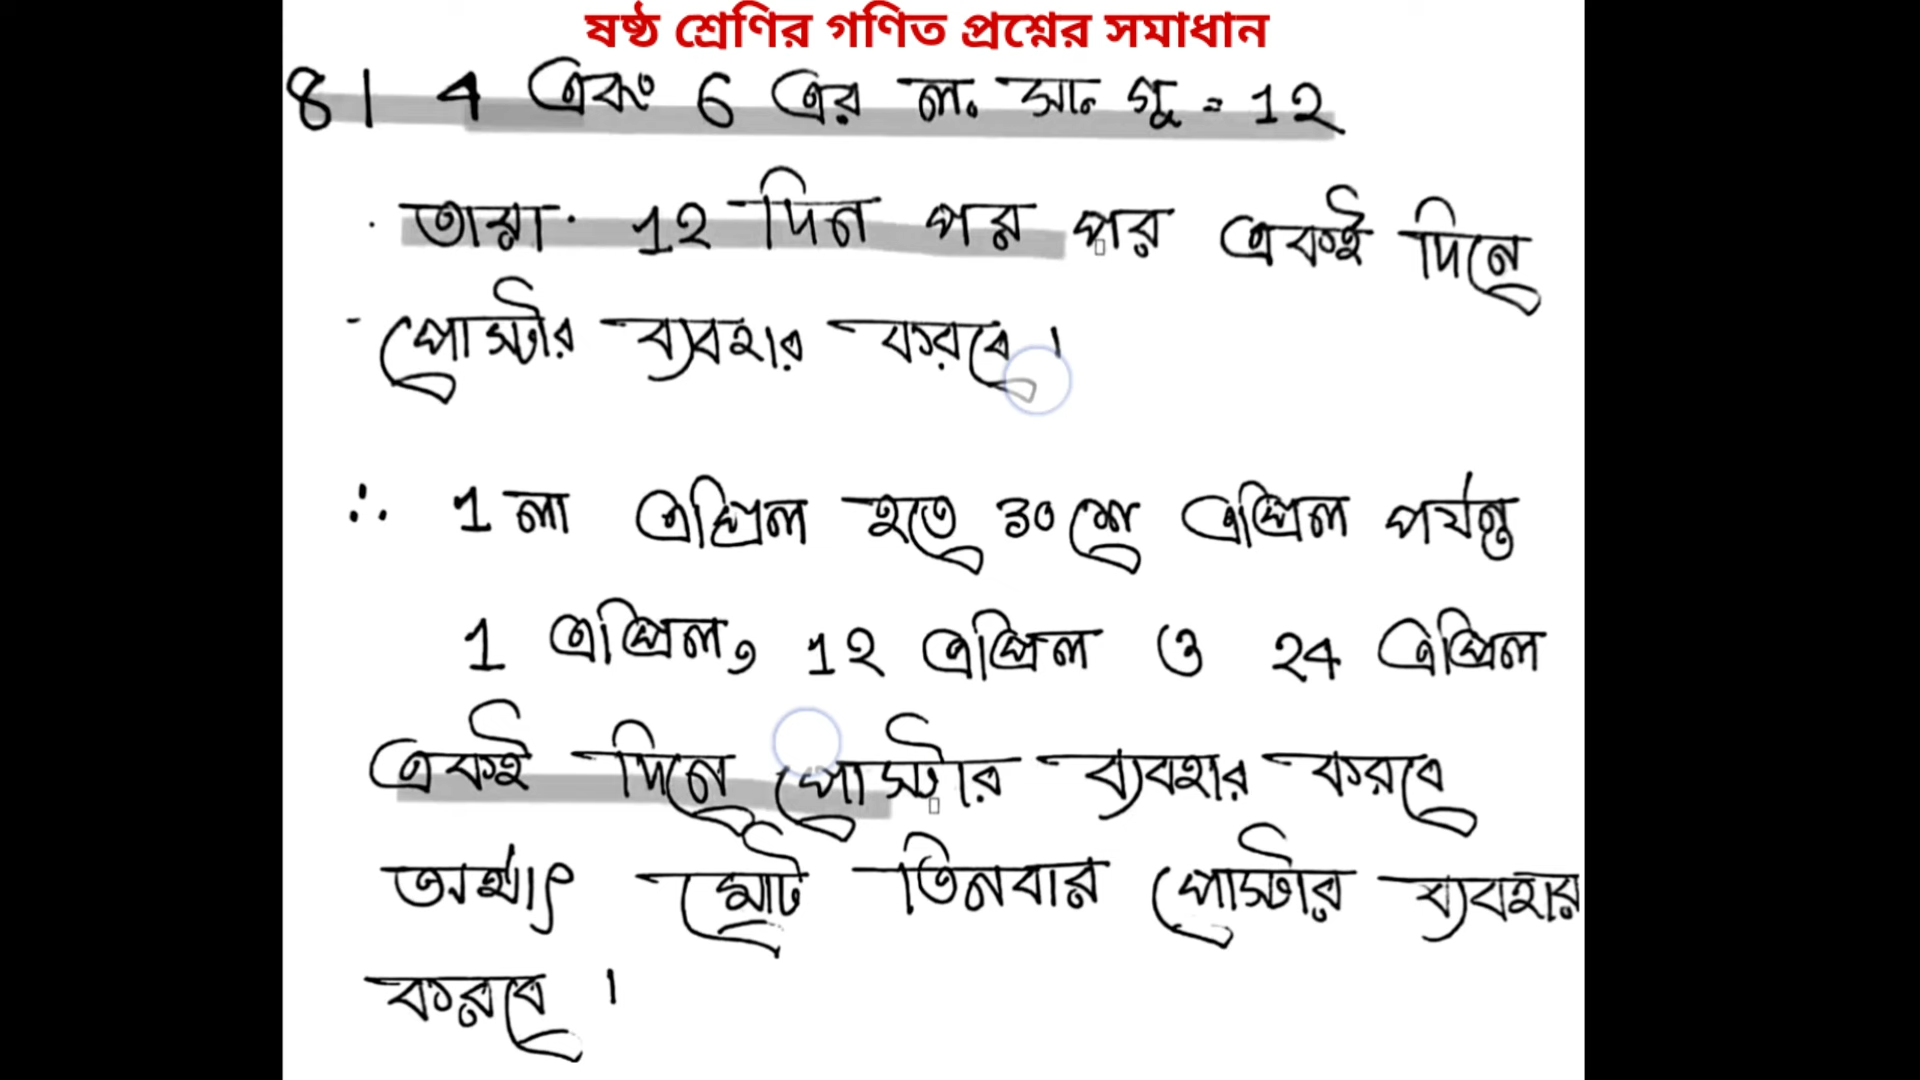 ষষ্ঠ শ্রেণির গণিত প্রশ্নের সমাধান
8। 4 এবং 6 এর ল. সা. গু = 12
তারা 12 দিন পর পর একই দিনে
পোস্টার ব্যবহার করবে।
∴ 1 লা এপ্রিল হতে 30 শে এপ্রিল পর্যন্ত
1 এপ্রিল, 12 এপ্রিল ও 24 এপ্রিল
একই দিনে পোস্টার ব্যবহার করবে
অর্থাৎ মোট তিনবার পোস্টার ব্যবহার
করবে।